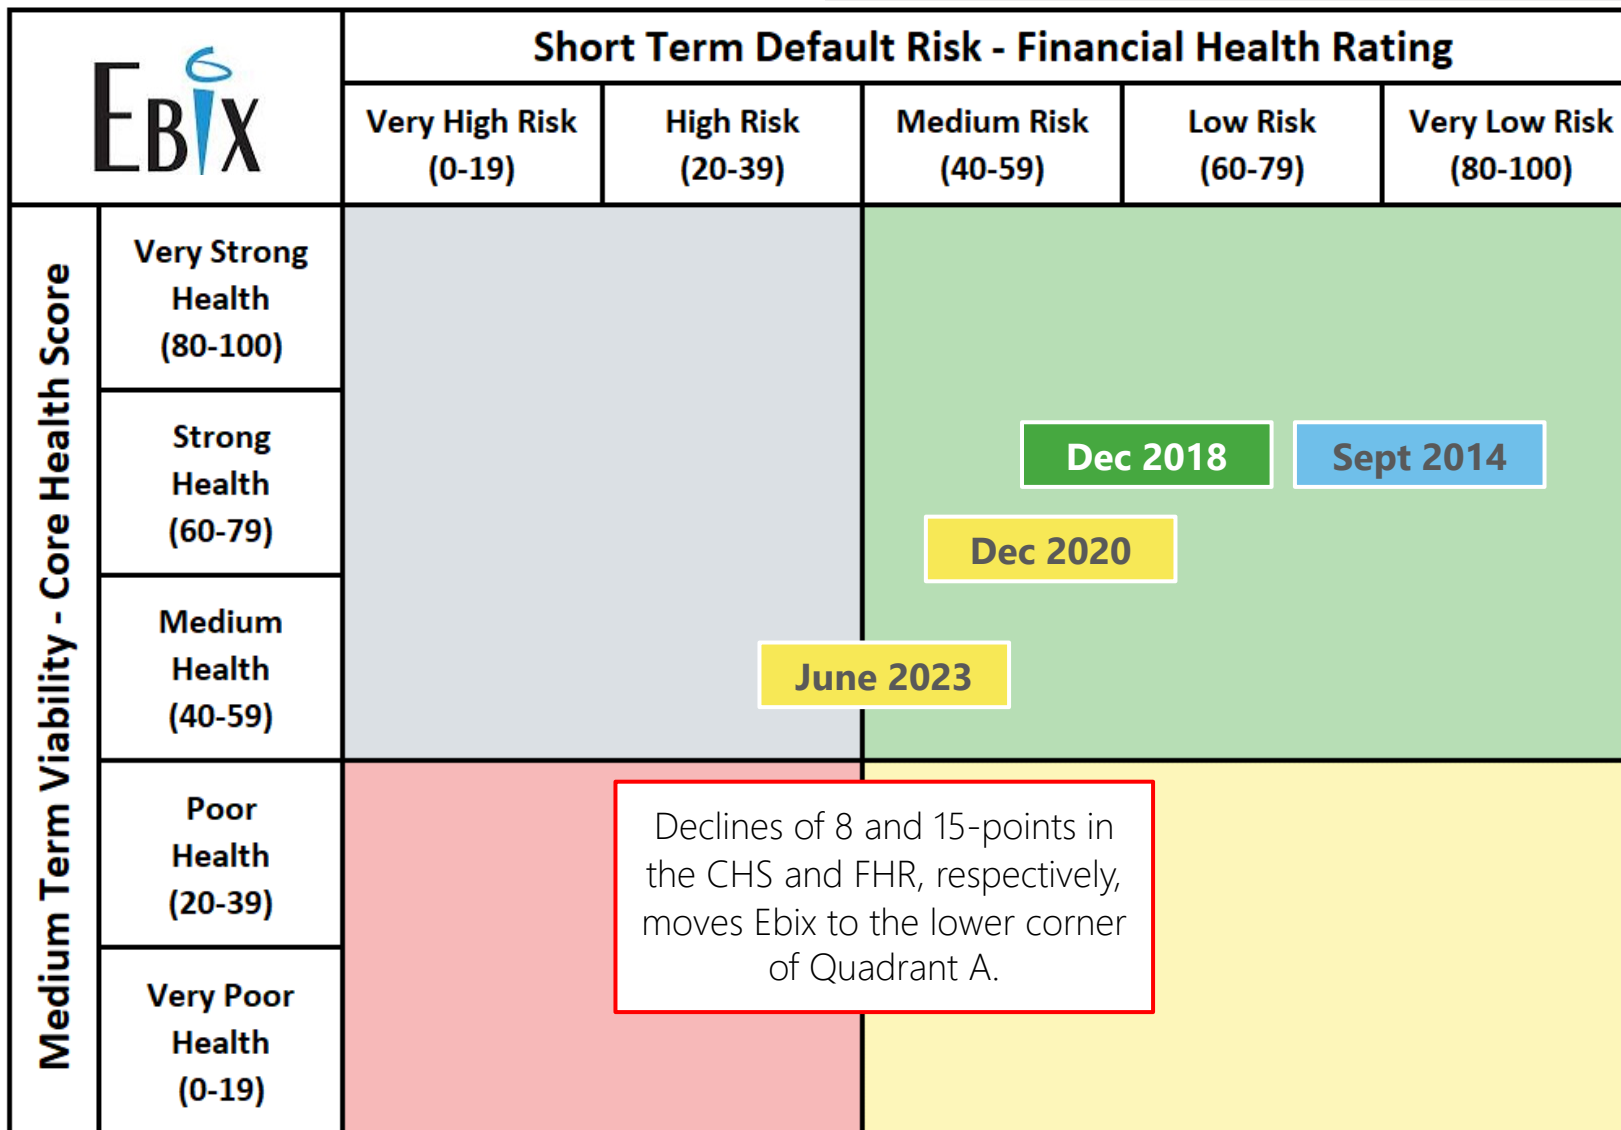 EBIX
Short Term Default Risk - Financial Health Rating
Very High Risk
(0-19)
High Risk
(20-39)
Medium Risk
(40-59)
Low Risk
(60-79)
Very Low Risk
(80-100)
Medium Term Viability - Core Health Score
Very Strong
Health
(80-100)
Strong
Health
(60-79)
Medium
Health
(40-59)
Poor
Health
(20-39)
Very Poor
Health
(0-19)
Dec 2018
Sept 2014
Dec 2020
June 2023
Declines of 8 and 15-points in
the CHS and FHR, respectively,
moves Ebix to the lower corner
of Quadrant A.